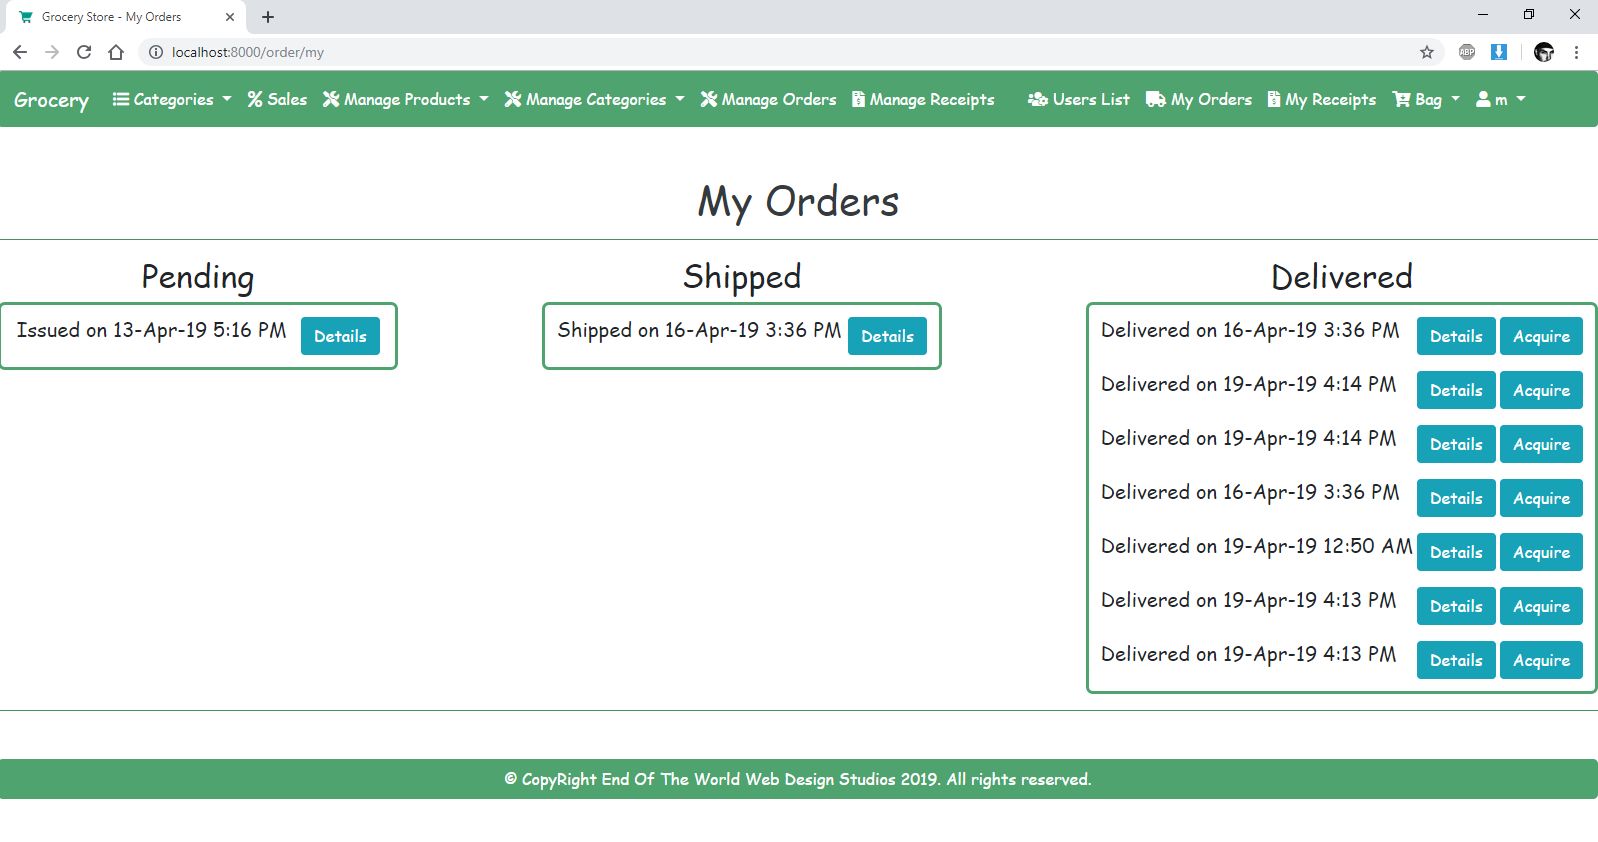 Grocery Store - My Orders
localhost:8000/order/my
ABP
Grocery Categories Sales Manage Products Manage Categories Manage Orders Manage Receipts Users List My Orders My Receipts Bag m
My Orders
Pending
Issued on 13-Apr-19 5:16 PM Details
Shipped
Shipped on 16-Apr-19 3:36 PM Details
Delivered
Delivered on 16-Apr-19 3:36 PM Details Acquire
Delivered on 19-Apr-19 4:14 PM Details Acquire
Delivered on 19-Apr-19 4:14 PM Details Acquire
Delivered on 16-Apr-19 3:36 PM Details Acquire
Delivered on 19-Apr-19 12:50 AM Details Acquire
Delivered on 19-Apr-19 4:13 PM Details Acquire
Delivered on 19-Apr-19 4:13 PM Details Acquire
© CopyRight End Of The World Web Design Studios 2019. All rights reserved.